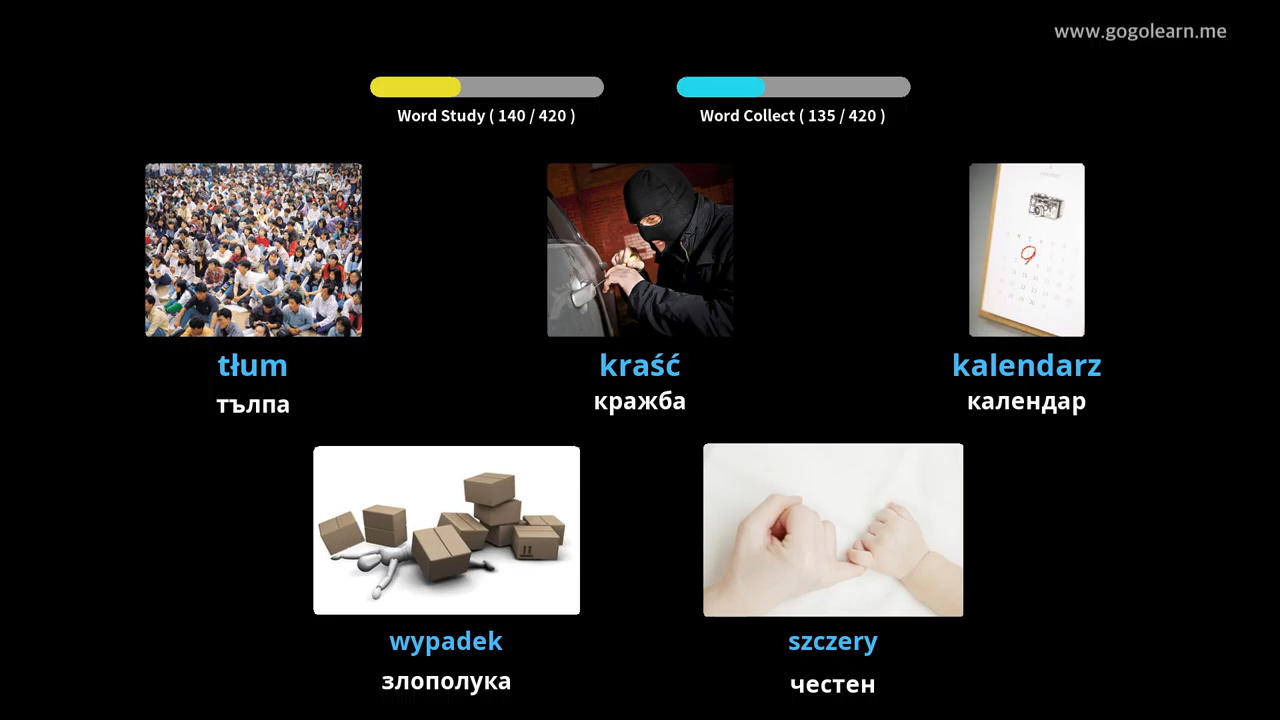 www.gogolearn.me
Word Study ( 140 / 420 )
Word Collect ( 135 / 420 )
tłum
kraść
kalendarz
тълпа
кражба
календар
wypadek
szczery
злополука
честен